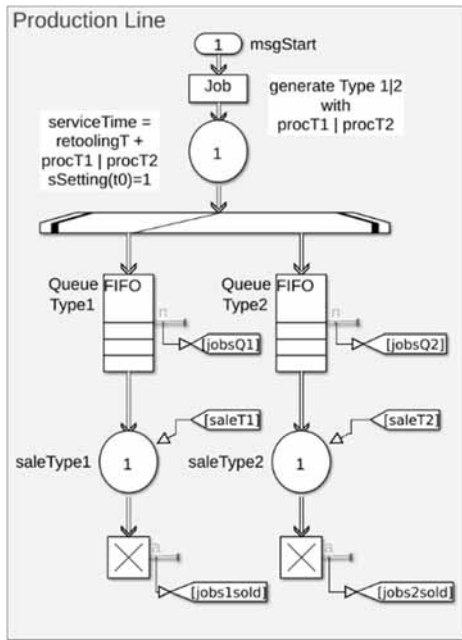 Production Line
1
msgStart
Job
generate Type 1|2
with
procT1 | procT2
serviceTime =
retoolingT +
procT1 | procT2
sSetting(t0)=1
1
Queue
Type1
FIFO
n
[jobsQ1]
Queue
Type2
FIFO
n
[jobsQ2]
[saleT1]
saleType1
1
[saleT2]
saleType2
1
a
[jobs1sold]
a
[jobs2sold]